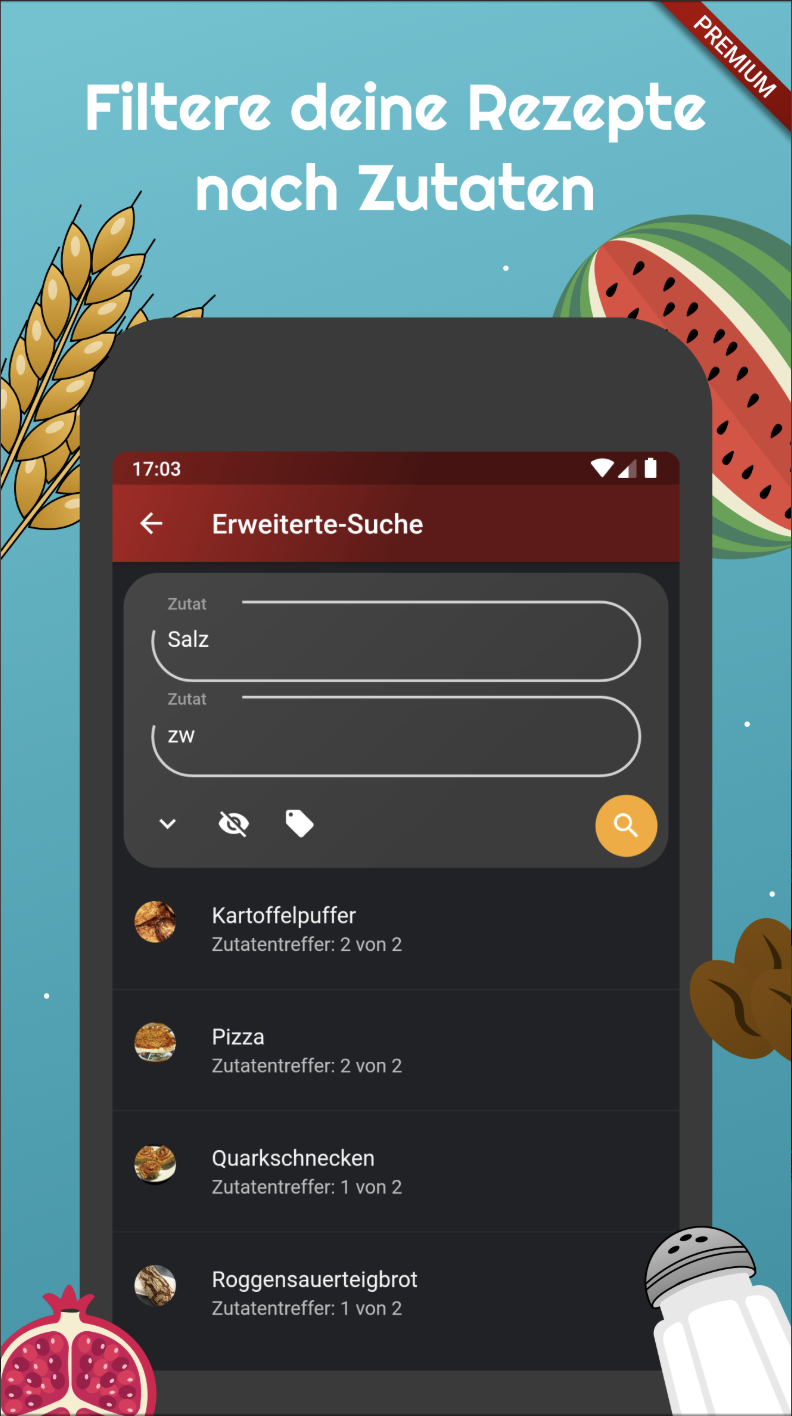 PREMIUM
Filtere deine Rezepte
nach Zutaten
17:03
Erweiterte-Suche
Zutat
Salz
Zutat
zw
Kartoffelpuffer
Zutatentreffer: 2 von 2
Pizza
Zutatentreffer: 2 von 2
Quarkschnecken
Zutatentreffer: 1 von 2
Roggensauerteigbrot
Zutatentreffer: 1 von 2